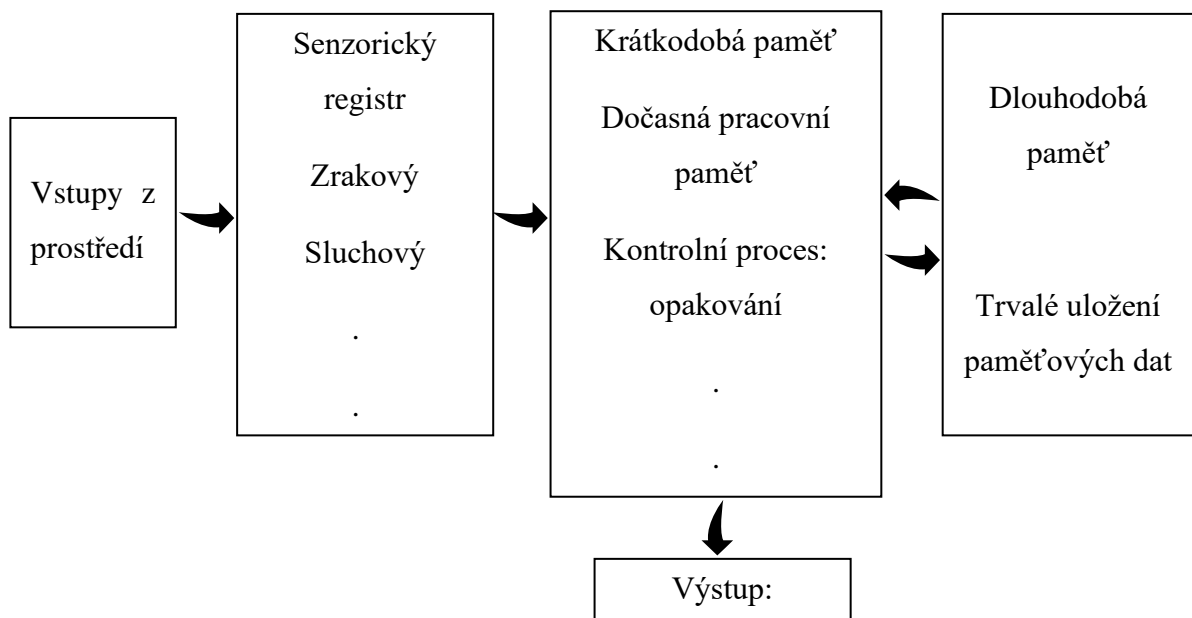 Vstupy z
prostředí
Senzorický
registr
Zrakový
Sluchový
.
.
Krátkodobá paměť
Dočasná pracovní
paměť
Kontrolní proces:
opakování
.
.
Dlouhodobá
paměť
Trvalé uložení
paměťových dat
Výstup: